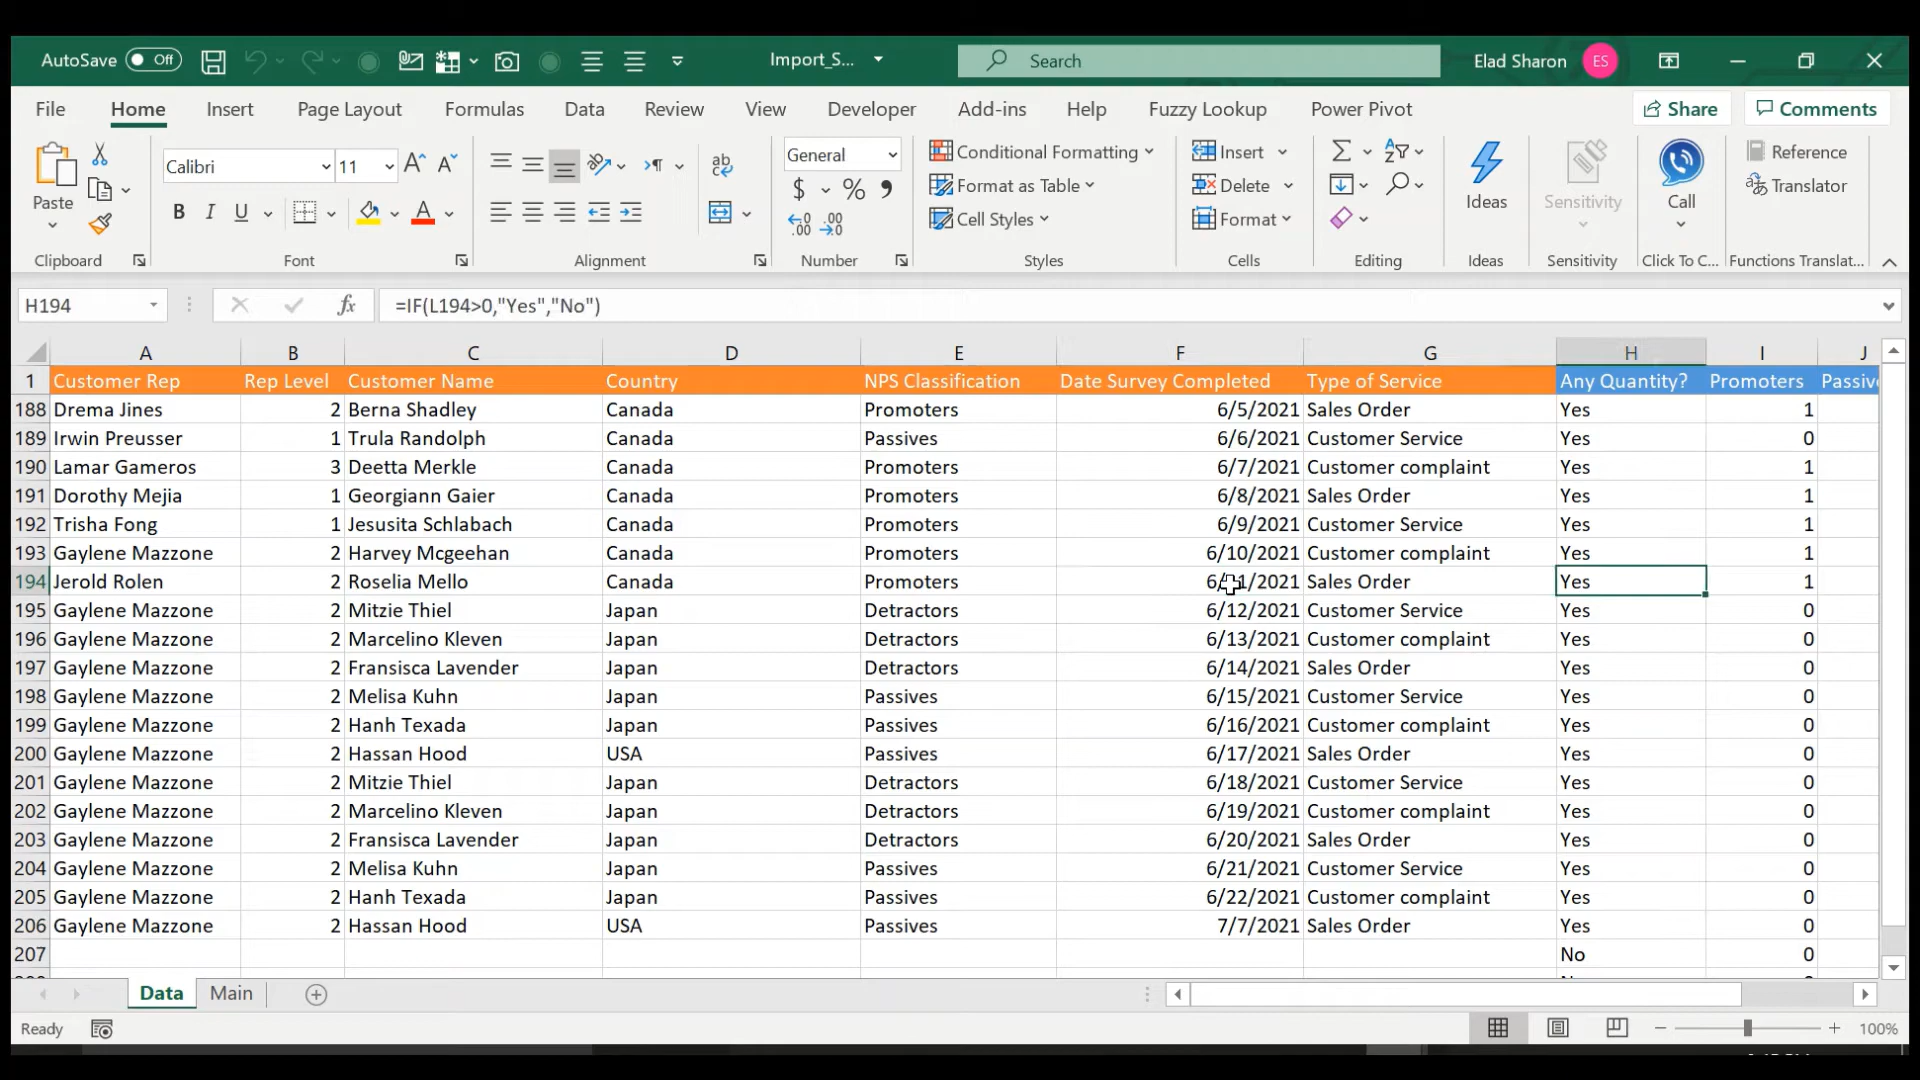 AutoSave Off Import_S... Search Elad Sharon ES
File Home Insert Page Layout Formulas Data Review View Developer Add-ins Help Fuzzy Lookup Power Pivot Share Comments
Paste Calibri 11 General Conditional Formatting Insert Reference
B I U $ % Format as Table Delete Ideas Sensitivity Call Translator
Cell Styles Format
Clipboard Font Alignment Number Styles Cells Editing Ideas Sensitivity Click To C... Functions Translat...
H194 fx =IF(L194>0,"Yes","No")
A B C D E F G H I J
1 Customer Rep Rep Level Customer Name Country NPS Classification Date Survey Completed Type of Service Any Quantity? Promoters
188 Drema Jines 2 Berna Shadley Canada Promoters 6/5/2021 Sales Order Yes 1
189 Irwin Preusser 1 Trula Randolph Canada Passives 6/6/2021 Customer Service Yes 0
190 Lamar Gameros 3 Deetta Merkle Canada Promoters 6/7/2021 Customer complaint Yes 1
191 Dorothy Mejia 1 Georgiann Gaier Canada Promoters 6/8/2021 Sales Order Yes 1
192 Trisha Fong 1 Jesusita Schlabach Canada Promoters 6/9/2021 Customer Service Yes 1
193 Gaylene Mazzone 2 Harvey Mcgeehan Canada Promoters 6/10/2021 Customer complaint Yes 1
194 Jerold Rolen 2 Roselia Mello Canada Promoters 6/11/2021 Sales Order Yes 1
195 Gaylene Mazzone 2 Mitzie Thiel Japan Detractors 6/12/2021 Customer Service Yes 0
196 Gaylene Mazzone 2 Marcelino Kleven Japan Detractors 6/13/2021 Customer complaint Yes 0
197 Gaylene Mazzone 2 Fransisca Lavender Japan Detractors 6/14/2021 Sales Order Yes 0
198 Gaylene Mazzone 2 Melisa Kuhn Japan Passives 6/15/2021 Customer Service Yes 0
199 Gaylene Mazzone 2 Hanh Texada Japan Passives 6/16/2021 Customer complaint Yes 0
200 Gaylene Mazzone 2 Hassan Hood USA Passives 6/17/2021 Sales Order Yes 0
201 Gaylene Mazzone 2 Mitzie Thiel Japan Detractors 6/18/2021 Customer Service Yes 0
202 Gaylene Mazzone 2 Marcelino Kleven Japan Detractors 6/19/2021 Customer complaint Yes 0
203 Gaylene Mazzone 2 Fransisca Lavender Japan Detractors 6/20/2021 Sales Order Yes 0
204 Gaylene Mazzone 2 Melisa Kuhn Japan Passives 6/21/2021 Customer Service Yes 0
205 Gaylene Mazzone 2 Hanh Texada Japan Passives 6/22/2021 Customer complaint Yes 0
206 Gaylene Mazzone 2 Hassan Hood USA Passives 7/7/2021 Sales Order Yes 0
207 No 0
Data Main
Ready 100%